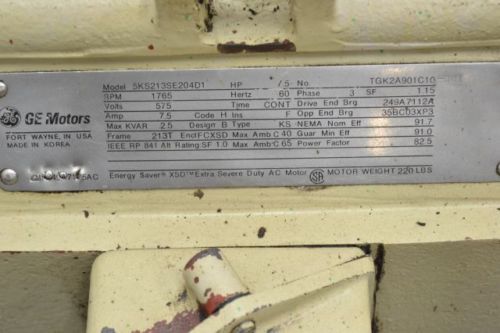 Model 5KS213SE204D1 HP 7.5 No. TGK2A901C10
RPM 1765 Hertz 60 Phase 3 SF 1.15
Volts 575 Time CONT Drive End Brg 249A7112A
Amp 7.5 Code H Ins F Opp End Brg 35BC03XP3
Max KVAR 2.5 Design B Type KS NEMA Nom Eff 91.7
Frame 213T Encl FCXSD Max Amb°C 40 Guar Min Eff 91.0
IEEE RP 841 Alt Rating SF 1.0 Max Amb°C 65 Power Factor 82.5
GE GE Motors
FORT WAYNE, IN USA
MADE IN KOREA
Energy Saver® XSD™ Extra Severe Duty AC Motor SA MOTOR WEIGHT 220 LBS